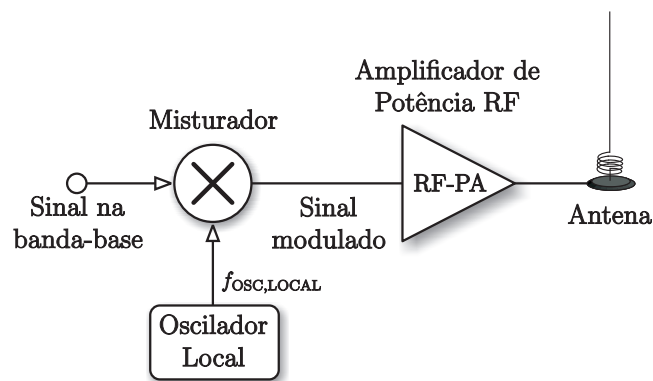 Amplificador de
Potência RF
Misturador
RF-PA
Sinal na
banda-base
Sinal
modulado
Antena
fOSC,LOCAL
Oscilador
Local